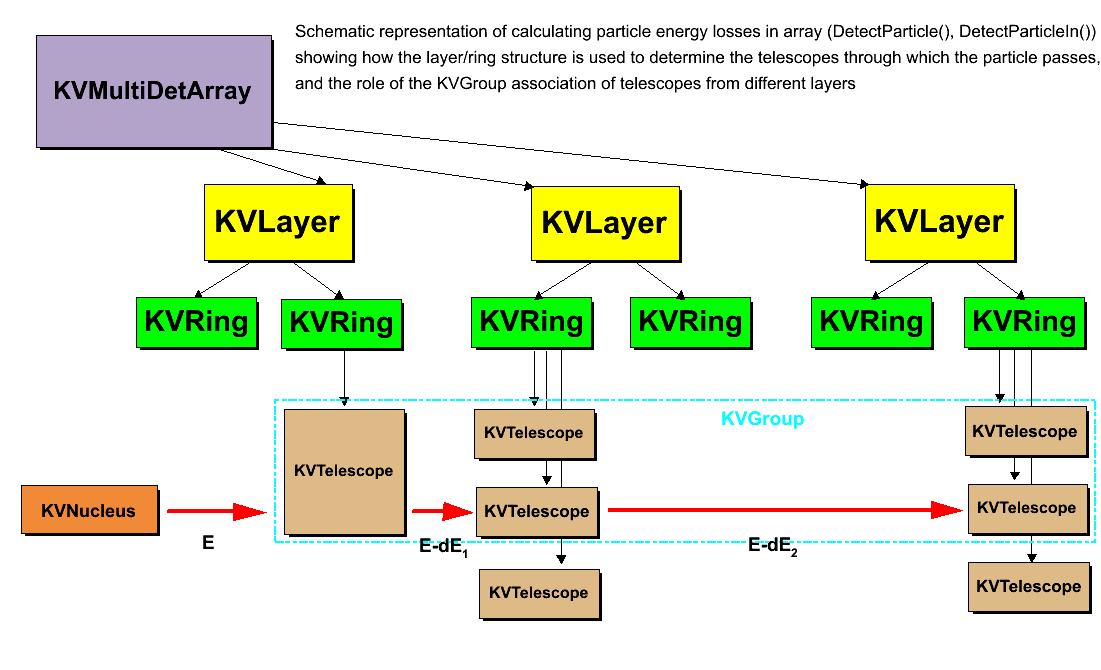 Schematic representation of calculating particle energy losses in array (DetectParticle(), DetectParticleIn())
showing how the layer/ring structure is used to determine the telescopes through which the particle passes,
and the role of the KVGroup association of telescopes from different layers
KVMultiDetArray
KVLayer
KVLayer
KVLayer
KVRing
KVRing
KVRing
KVRing
KVRing
KVRing
KVGroup
KVTelescope
KVTelescope
KVTelescope
KVNucleus
KVTelescope
KVTelescope
E
E-dE1
E-dE2
KVTelescope
KVTelescope